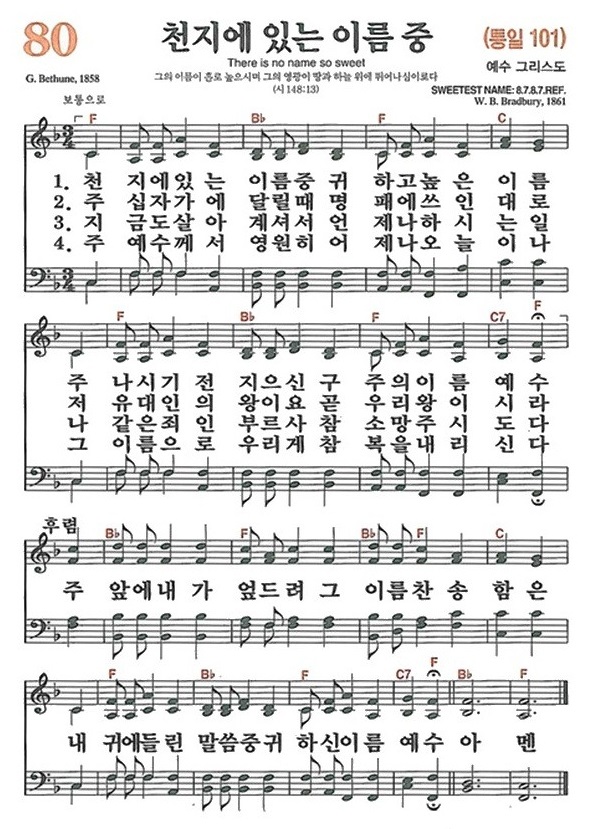 80 천지에 있는 이름 중 (통일 101)
There is no name so sweet
예수 그리스도
G. Bethune, 1858
그의 이름이 홀로 높으시며 그의 영광이 땅과 하늘 위에 뛰어나심이로다
(시 148:13)
SWEETEST NAME: 8.7.8.7.REF.
W. B. Bradbury, 1861
보통으로
F B♭ F C
3 4
1. 천 지에있 는 이름중 귀 하고높 은 이 름
2. 주 십자가 에 달릴때 명 패에쓰 인 대 로
3. 지 금도살 아 계셔서 언 제나하 시 는 일
4. 주 예수께 서 영원히 어 제나오 늘 이 나
3 4
F B♭ F C7 F
주 나시기 전 지으신 구 주의이 름 예 수
저 유대인 의 왕이요 곧 우리왕 이 시 라
나 같은죄 인 부르사 참 소망주 시 도 다
그 이름으 로 우리게 참 복을내 리 신 다
후렴
F B♭ F B♭ F C
주 앞에내 가 엎드려 그 이름찬 송 함 은
F B♭ F C7 F B♭ F
내 귀에들 린 말씀중 귀 하신이 름 예 수 아 멘